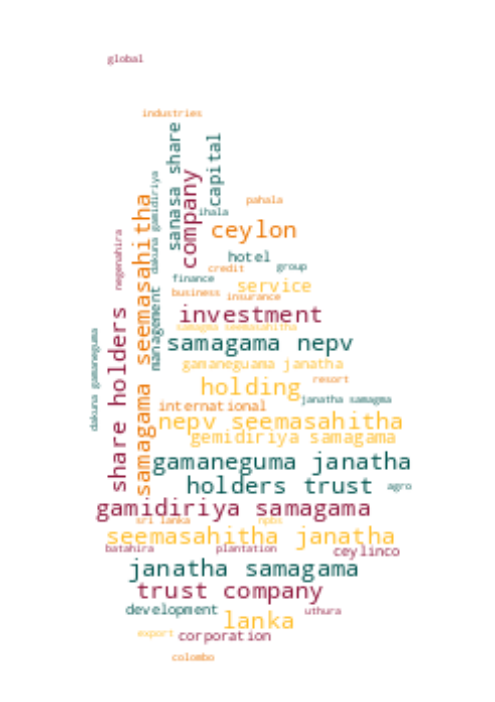 global
industries
sanasa share
capital
company
dakuna gamidiriya
samagama seemasahitha
pahala
ihala
ceylon
negenahira
hotel
group
credit
finance
service
business
insurance
management
share holders
investment
samagma seemasahitha
dakuna gamaneguma
samagama nepv
gamaneguama janatha
resort
holding
janatha samagma
international
nepv seemasahitha
gemidiriya samagama
gamaneguma janatha
holders trust
agro
gamidiriya samagama
sri lanka
npbs
seemasahitha janatha
batahira
plantation
ceylinco
janatha samagama
trust company
development
uthura
lanka
export
corporation
colombo